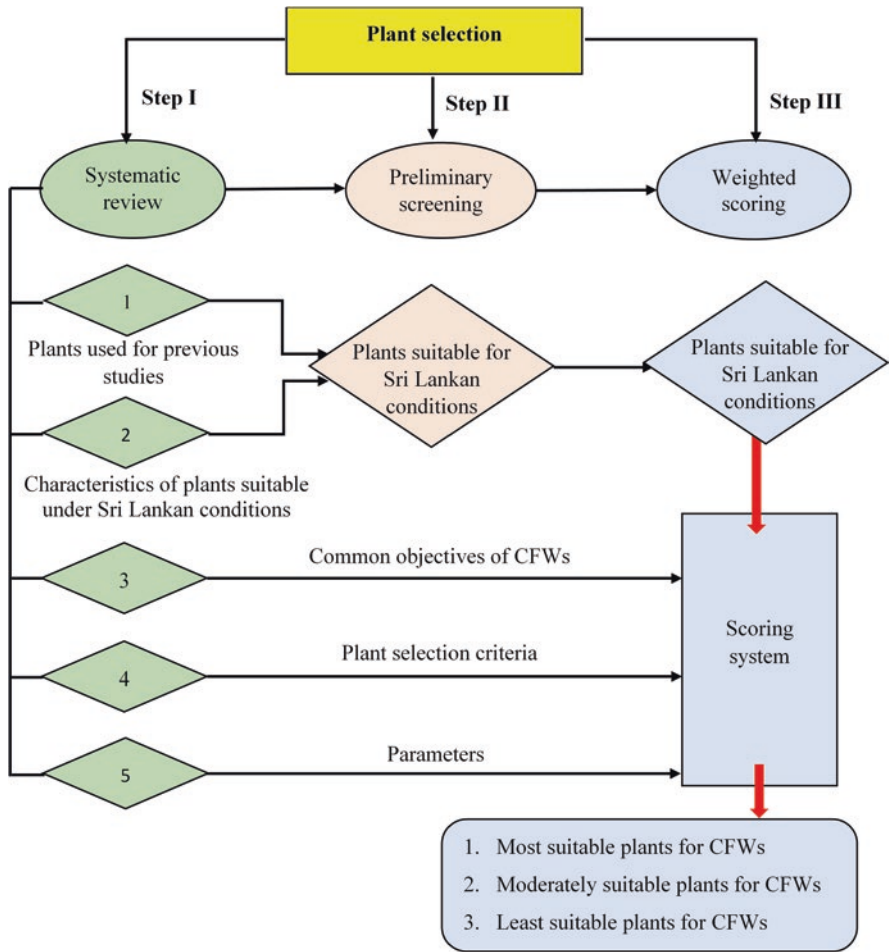 Plant selection
Step I
Step II
Step III
Systematic
review
Preliminary
screening
Weighted
scoring
1
Plants used for previous
studies
Plants suitable for
Sri Lankan
conditions
Plants suitable for
Sri Lankan
conditions
2
Characteristics of plants suitable
under Sri Lankan conditions
3
Common objectives of CFWs
Scoring
system
4
Plant selection criteria
5
Parameters
1. Most suitable plants for CFWs
2. Moderately suitable plants for CFWs
3. Least suitable plants for CFWs